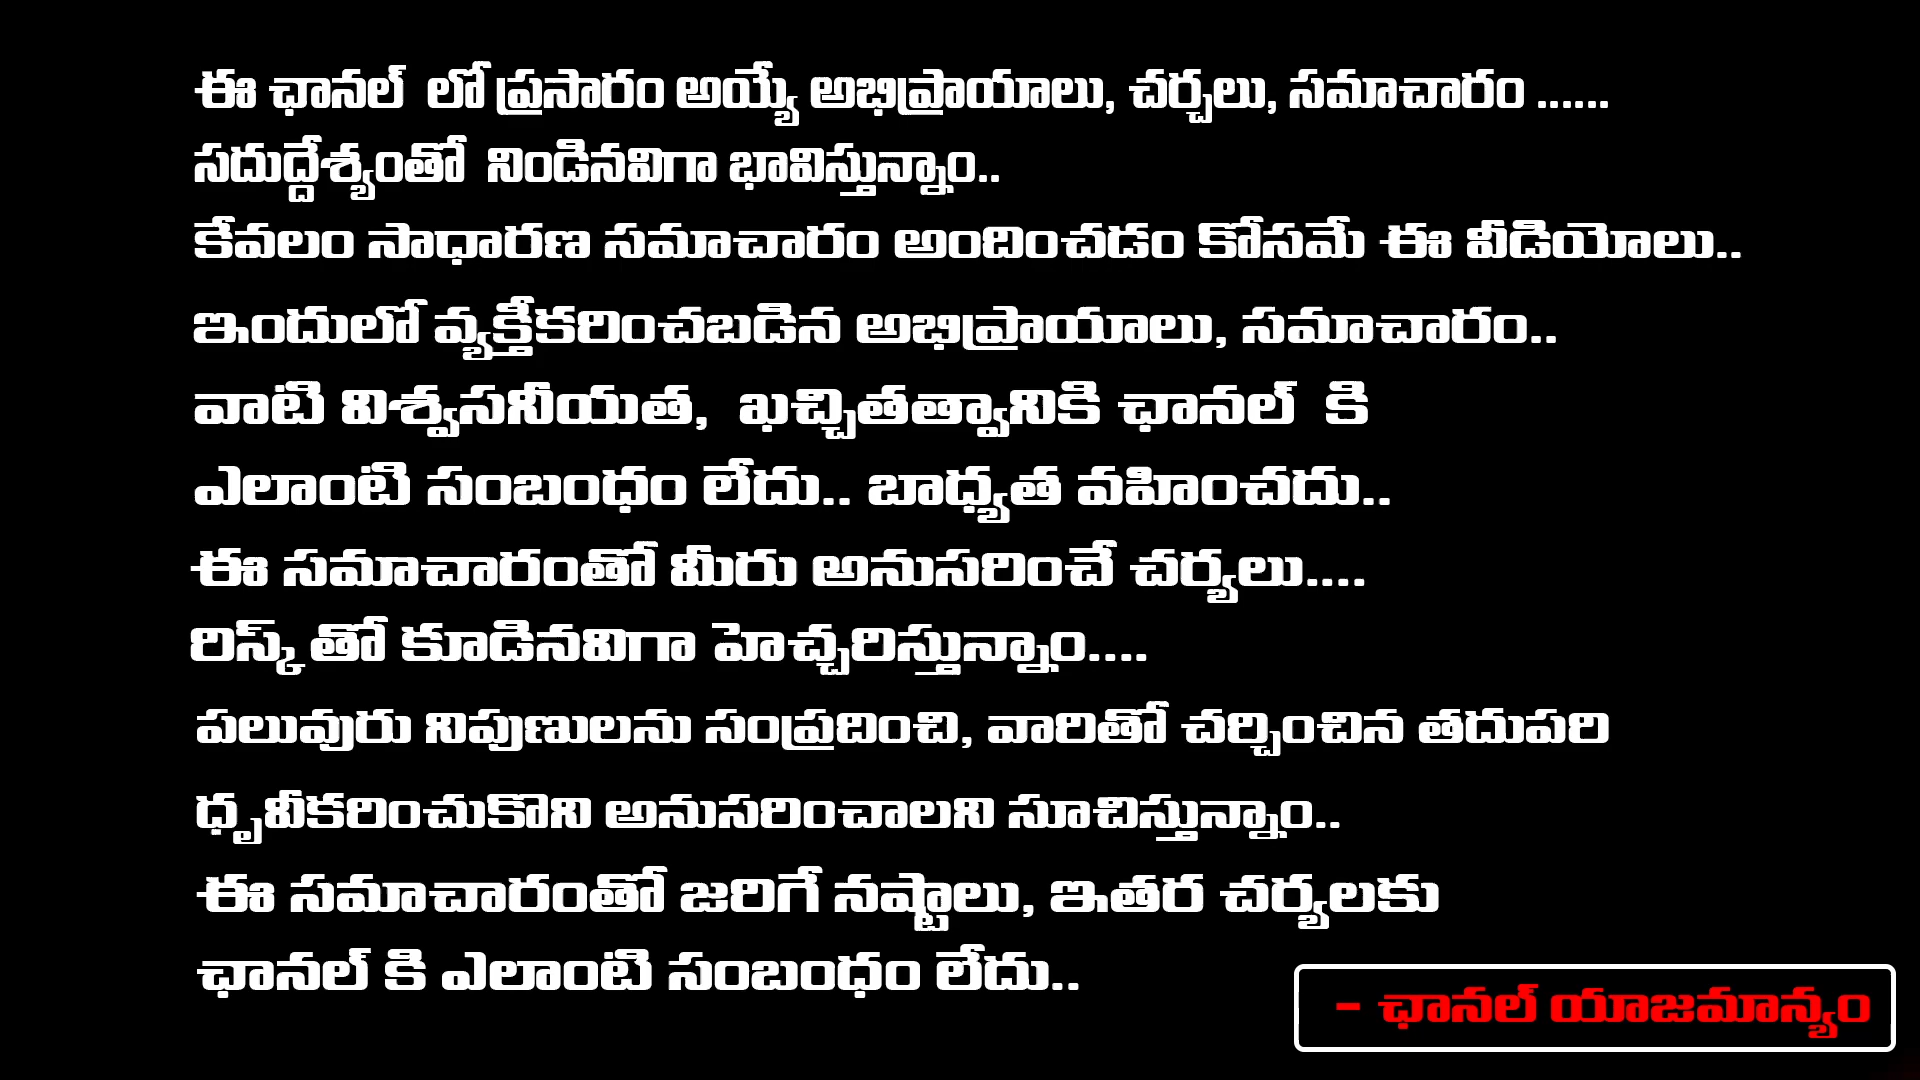 ఈ ఛానల్ లో ప్రసారం అయ్యే అభిప్రాయాలు, చర్చలు, సమాచారం ......
సదుద్దేశ్యంతో నిండినవిగా భావిస్తున్నాం..
కేవలం సాధారణ సమాచారం అందించడం కోసమే ఈ వీడియోలు..
ఇందులో వ్యక్తీకరించబడిన అభిప్రాయాలు, సమాచారం..
వాటి విశ్వసనీయత, ఖచ్చితత్వానికి ఛానల్ కి
ఎలాంటి సంబంధం లేదు.. బాధ్యత వహించదు..
ఈ సమాచారంతో మీరు అనుసరించే చర్యలు....
రిస్క్ తో కూడినవిగా హెచ్చరిస్తున్నాం....
పలువురు నిపుణులను సంప్రదించి, వారితో చర్చించిన తదుపరి
ధృవీకరించుకొని అనుసరించాలని సూచిస్తున్నాం..
ఈ సమాచారంతో జరిగే నష్టాలు, ఇతర చర్యలకు
ఛానల్ కి ఎలాంటి సంబంధం లేదు..
- ఛానల్ యాజమాన్యం